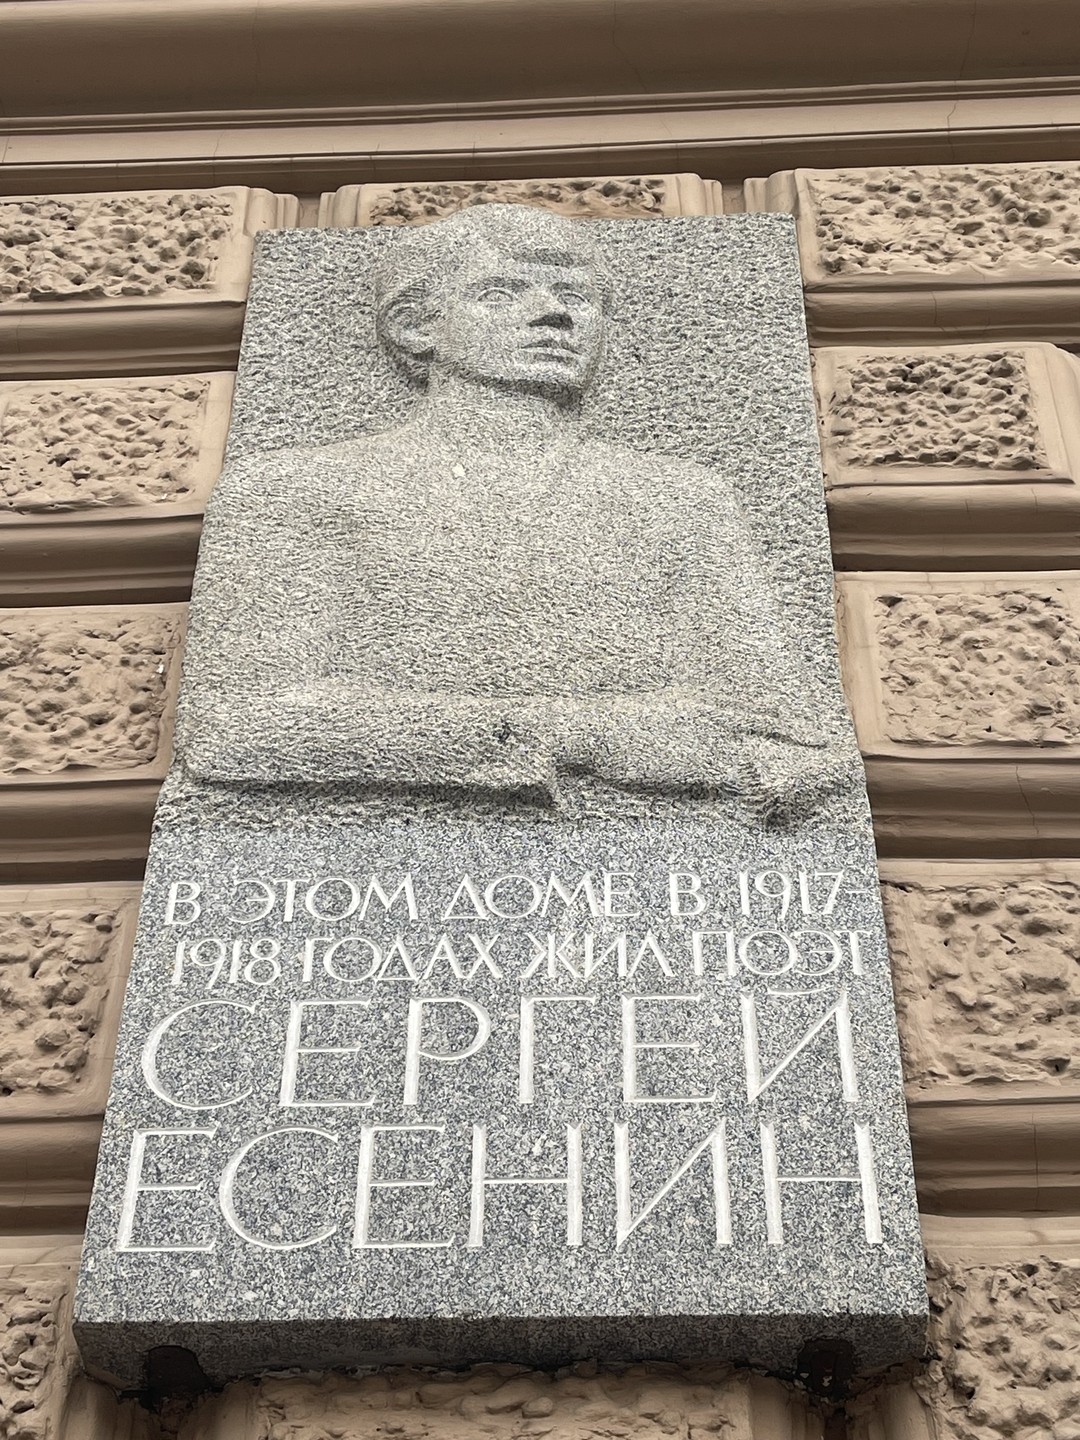 В ЭТОМ ДОМЕ В 1917-
1918 ГОДАХ ЖИЛ ПОЭТ
СЕРГЕЙ
ЕСЕНИН